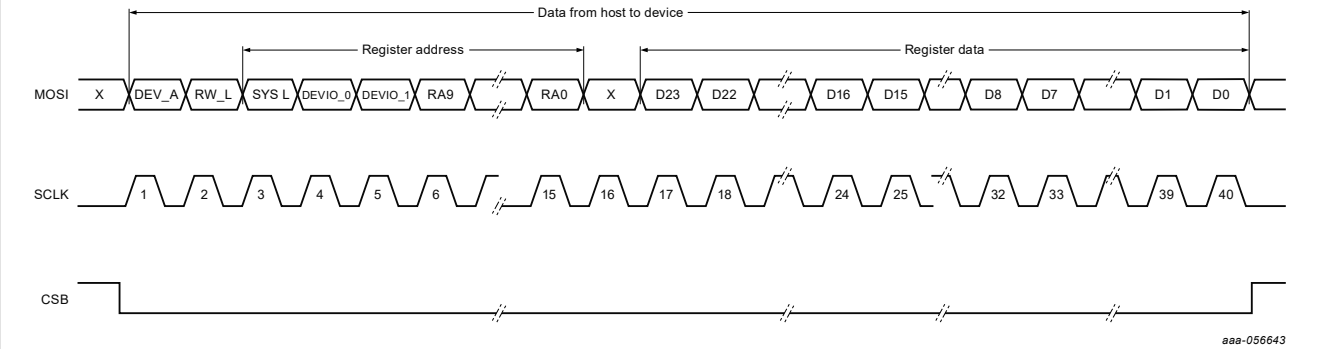 Data from host to device
Register address Register data
MOSI X DEV_A RW_L SYS L DEVIO_0 DEVIO_1 RA9 RA0 X D23 D22 D16 D15 D8 D7 D1 D0
SCLK 1 2 3 4 5 6 15 16 17 18 24 25 32 33 39 40
CSB
aaa-056643